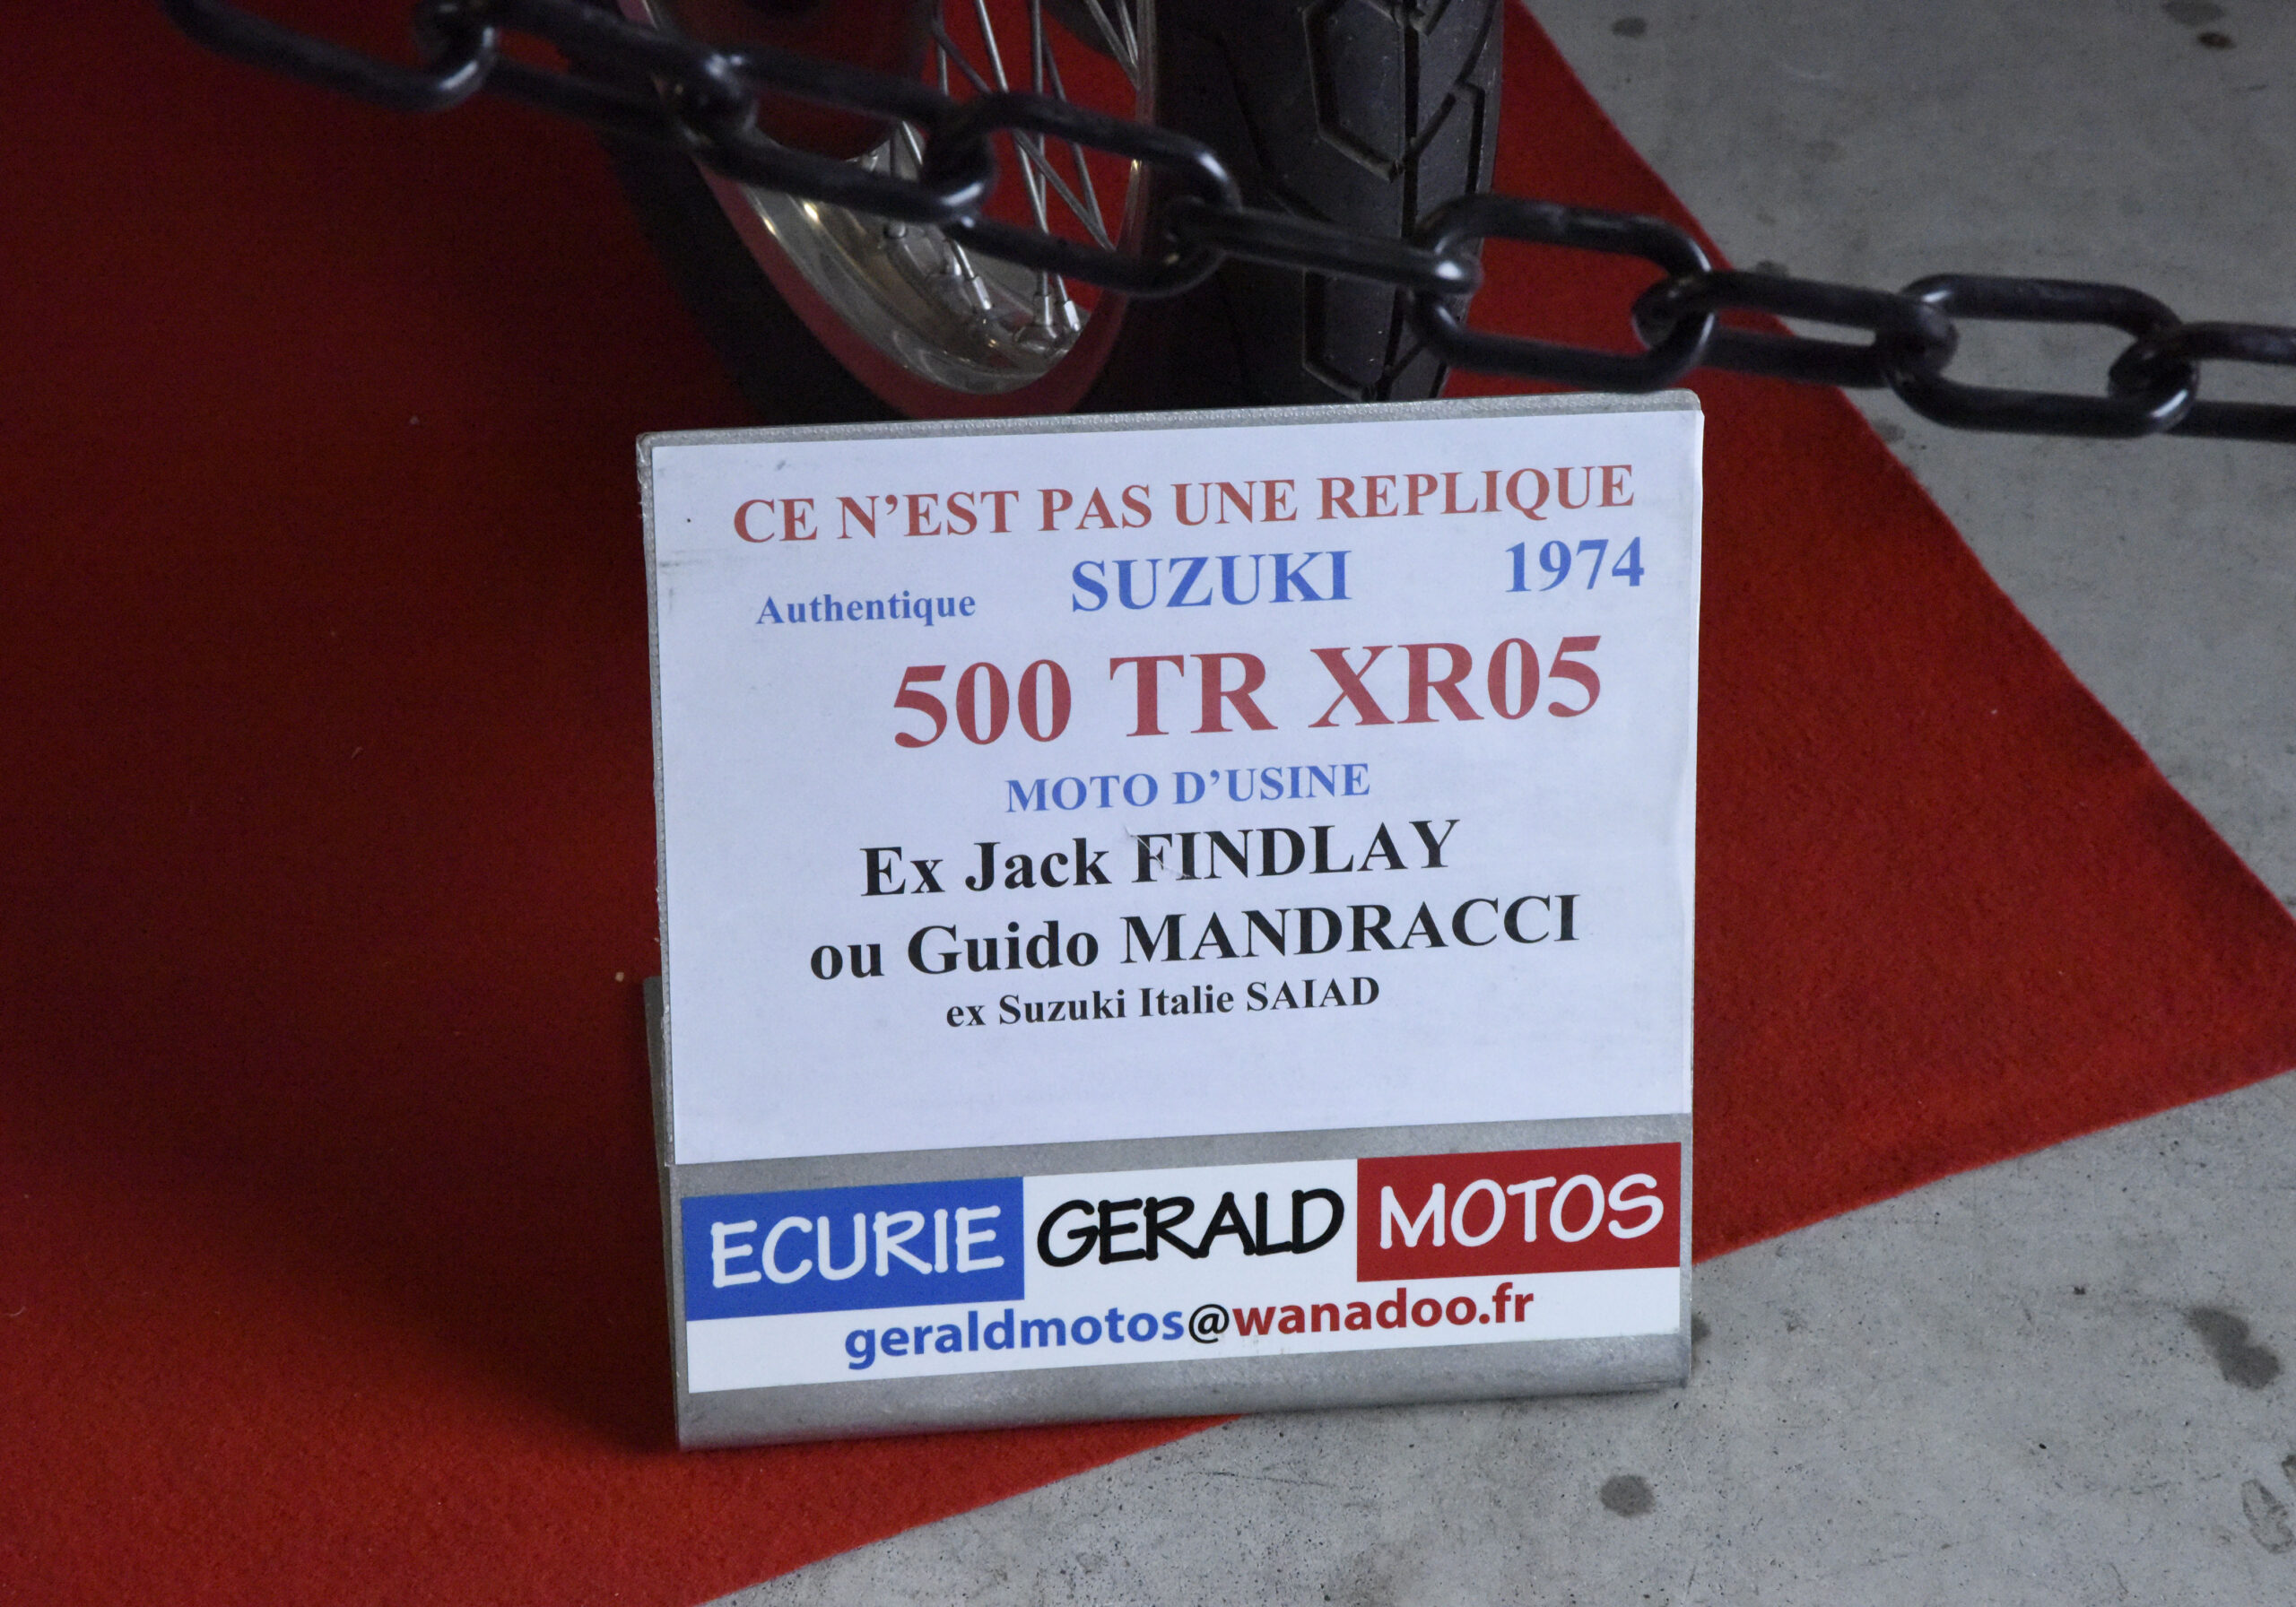 CE N'EST PAS UNE REPLIQUE
Authentique SUZUKI 1974
500 TR XR05
MOTO D'USINE
Ex Jack FINDLAY
ou Guido MANDRACCI
ex Suzuki Italie SAIAD
ECURIE GERALD MOTOS
geraldmotos@wanadoo.fr